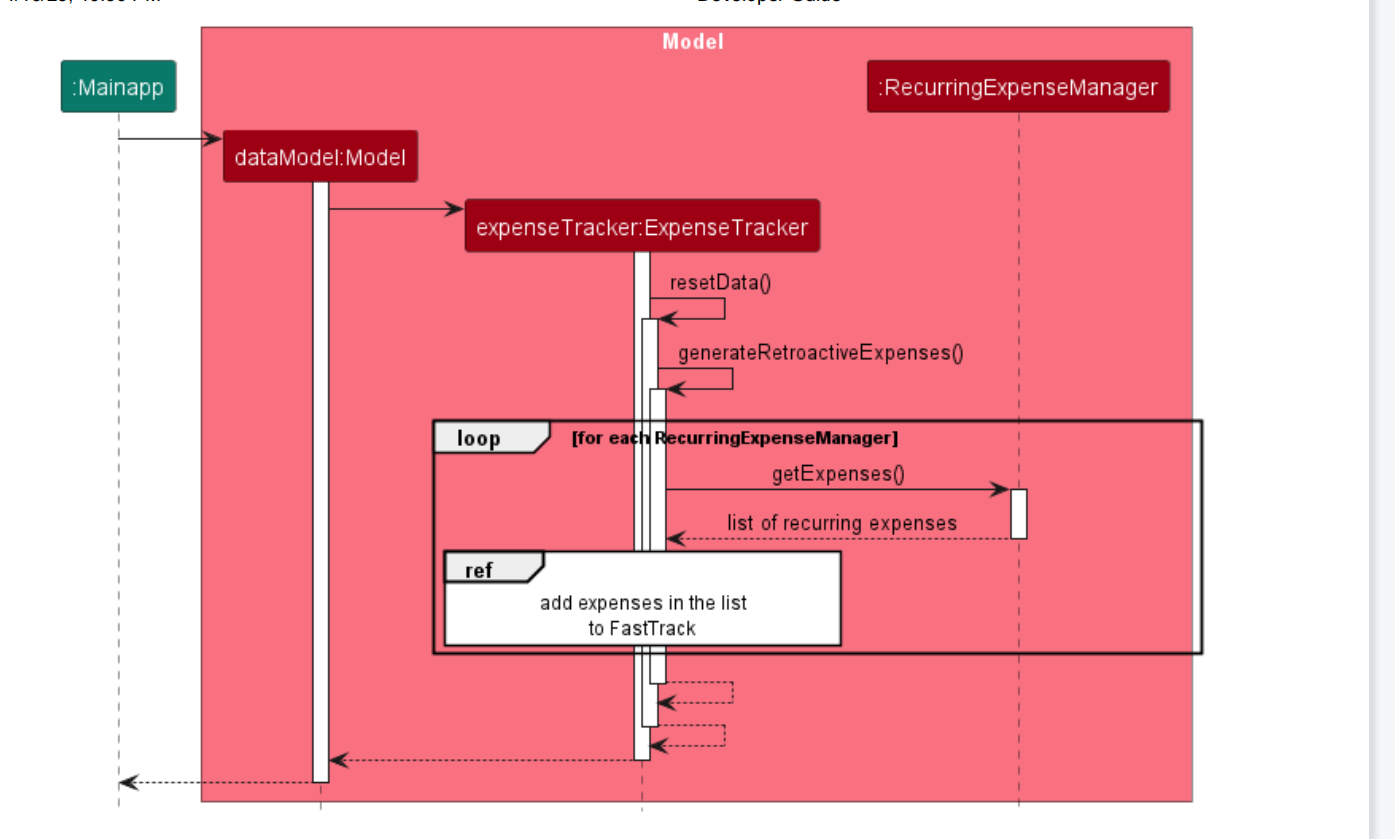 Developer Guide
Model
:Mainapp
:RecurringExpenseManager
dataModel:Model
expenseTracker:ExpenseTracker
resetData()
generateRetroactiveExpenses()
loop
[for each RecurringExpenseManager]
getExpenses()
list of recurring expenses
ref
add expenses in the list
to FastTrack